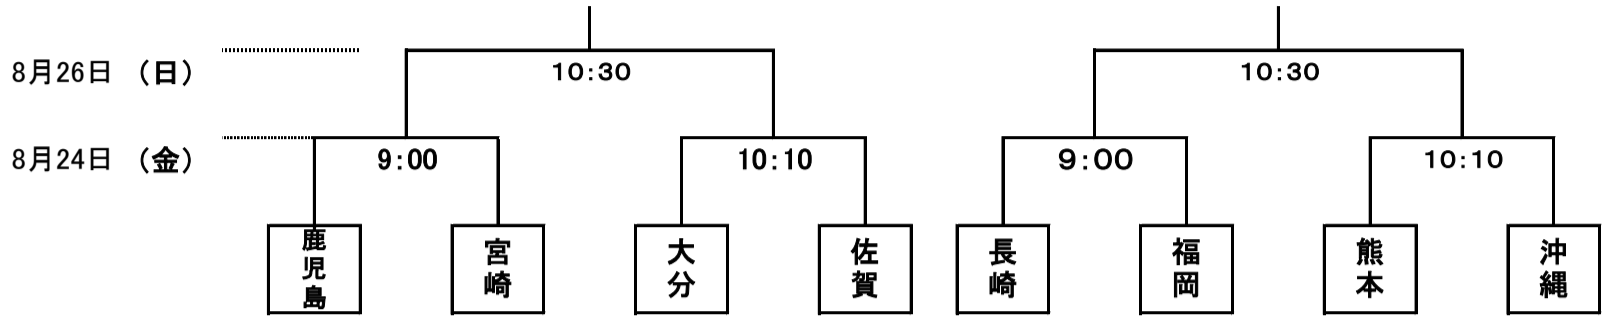 8月26日 （日） 10:30 10:30
8月24日 （金） 9:00 10:10 9:00 10:10
鹿児島 宮崎 大分 佐賀 長崎 福岡 熊本 沖縄